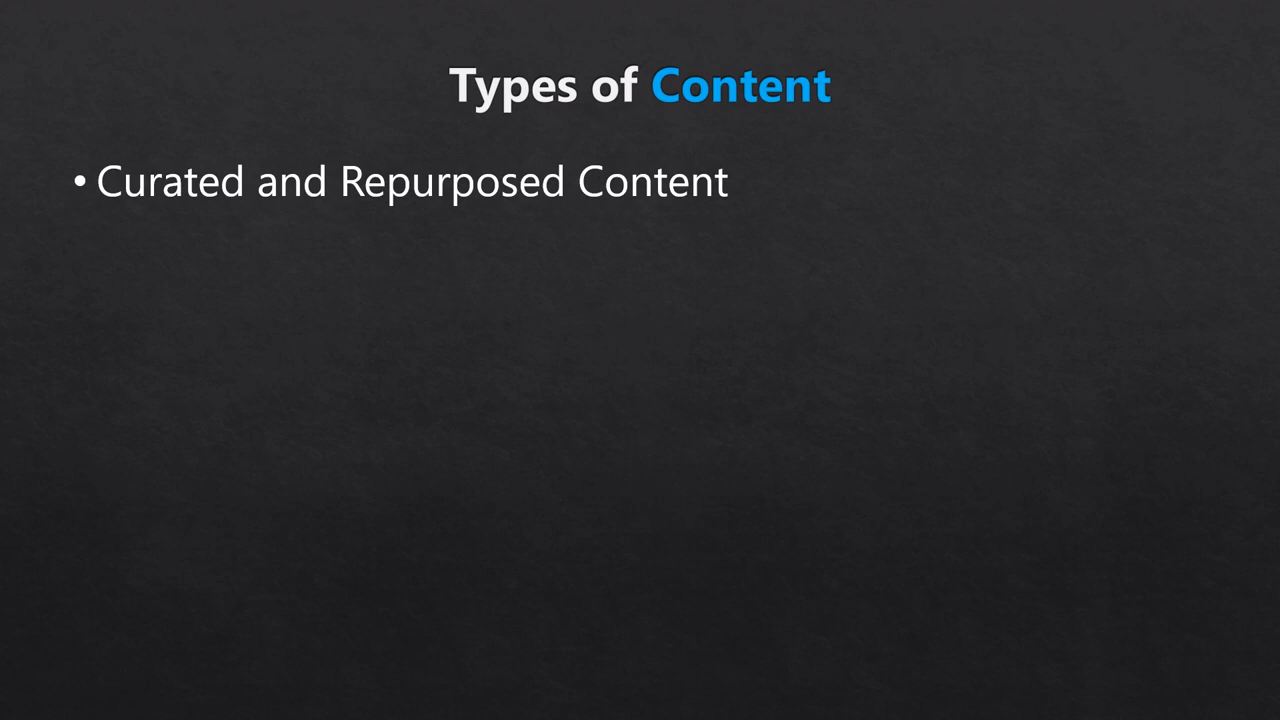 Types of Content
• Curated and Repurposed Content